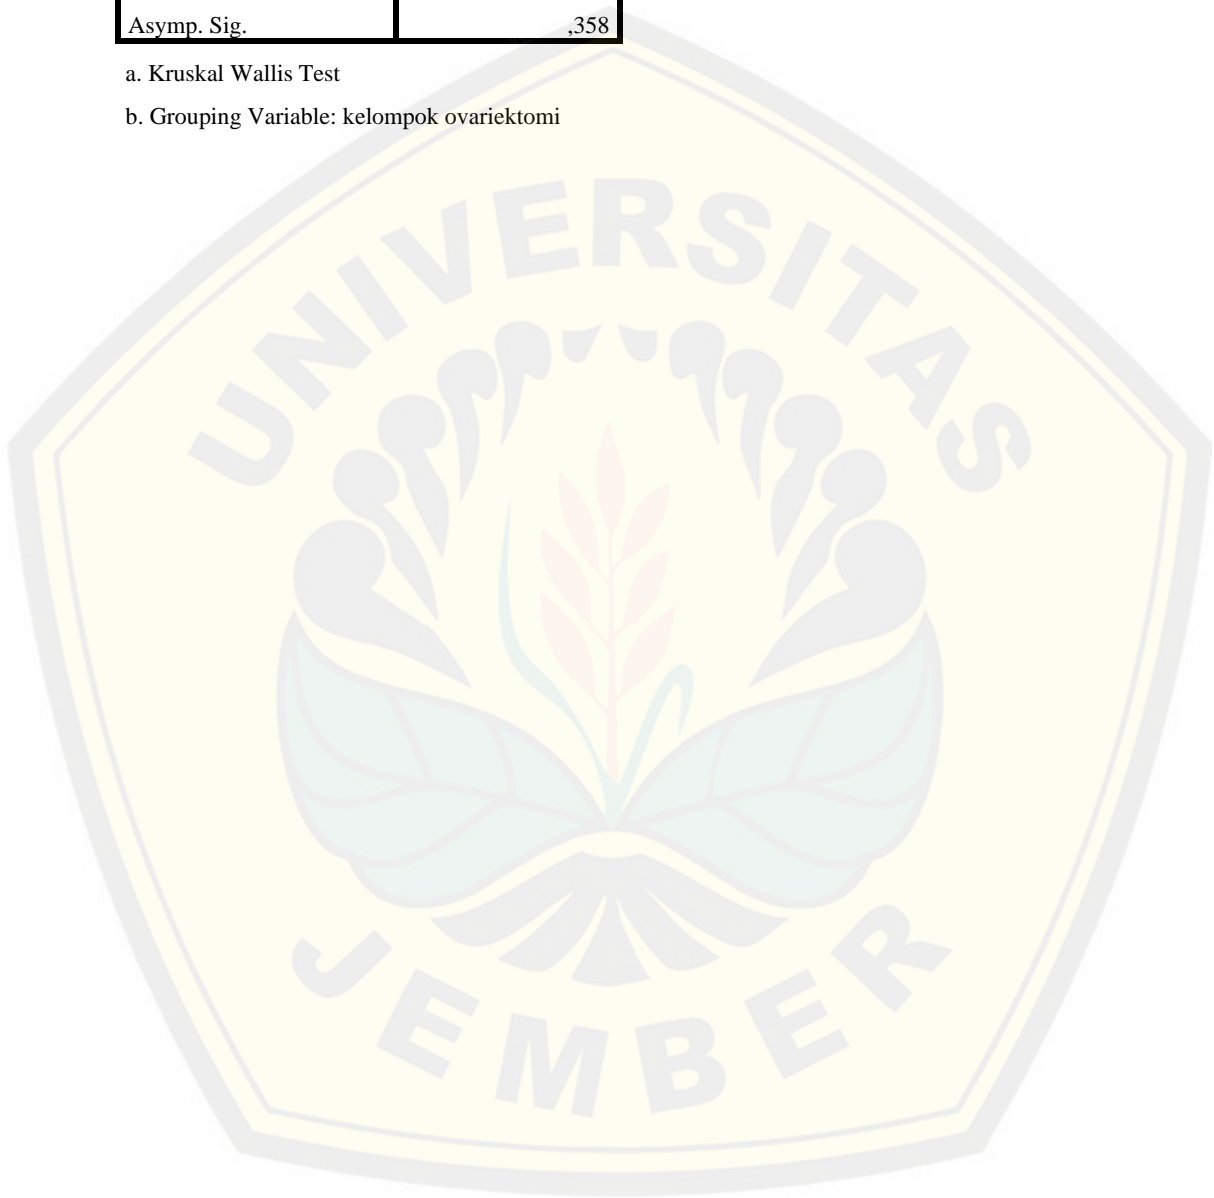 Asymp. Sig. ,358
a. Kruskal Wallis Test
b. Grouping Variable: kelompok ovariektomi
UNIVERSITAS
JEMBER